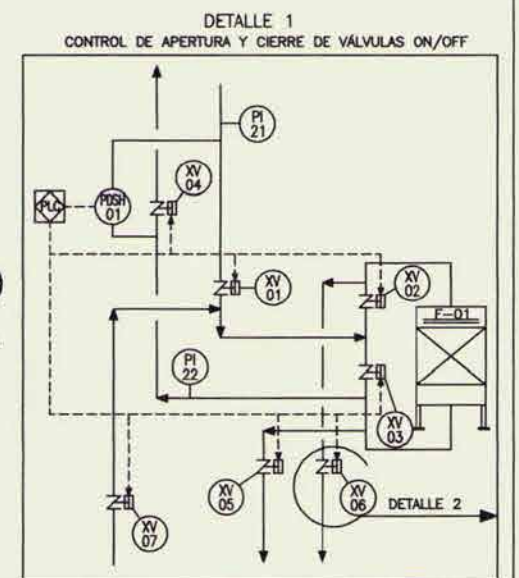 DETALLE 1
CONTROL DE APERTURA Y CIERRE DE VÁLVULAS ON/OFF
PI
21
XV
04
PLC
PDSH
01
XV
01
XV
02
F-01
PI
22
XV
03
XV
05
XV
06
DETALLE 2
XV
07